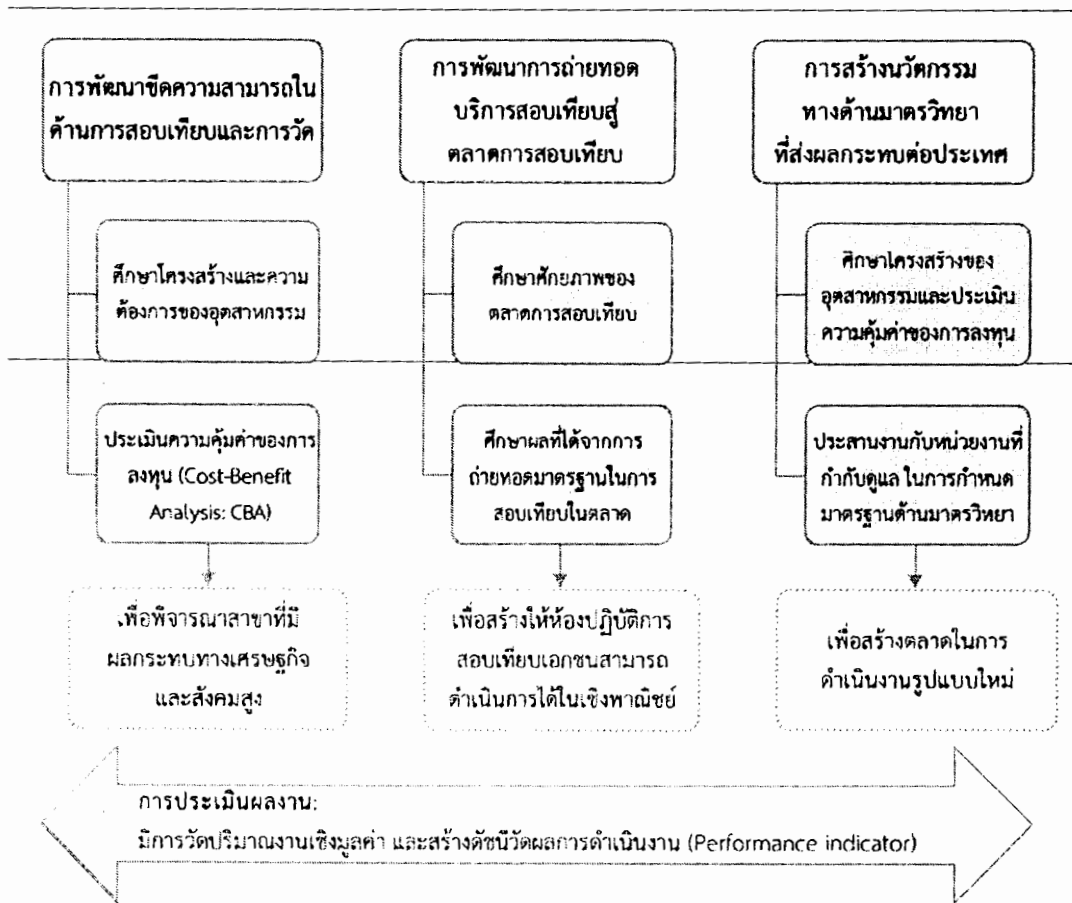 การพัฒนาขีดความสามารถใน
ด้านการสอบเทียบและการวัด
ศึกษาโครงสร้างและความ
ต้องการของอุตสาหกรรม
ประเมินความคุ้มค่าของการ
ลงทุน (Cost-Benefit
Analysis: CBA)
เพื่อพิจารณาสาขาที่มี
ผลกระทบทางเศรษฐกิจ
และสังคมสูง
การพัฒนาการถ่ายทอด
บริการสอบเทียบสู่
ตลาดการสอบเทียบ
ศึกษาศักยภาพของ
ตลาดการสอบเทียบ
ศึกษาผลที่ได้จากการ
ถ่ายทอดมาตรฐานในการ
สอบเทียบในตลาด
เพื่อสร้างให้ห้องปฏิบัติการ
สอบเทียบเอกชนสามารถ
ดำเนินการได้ในเชิงพาณิชย์
การสร้างนวัตกรรม
ทางด้านมาตรวิทยา
ที่ส่งผลกระทบต่อประเทศ
ศึกษาโครงสร้างของ
อุตสาหกรรมและประเมิน
ความคุ้มค่าของการลงทุน
ประสานงานกับหน่วยงานที่
กำกับดูแล ในการกำหนด
มาตรฐานด้านมาตรวิทยา
เพื่อสร้างตลาดในการ
ดำเนินงานรูปแบบใหม่
การประเมินผลงาน:
มีการวัดปริมาณงานเชิงมูลค่า และสร้างดัชนีวัดผลการดำเนินงาน (Performance indicator)